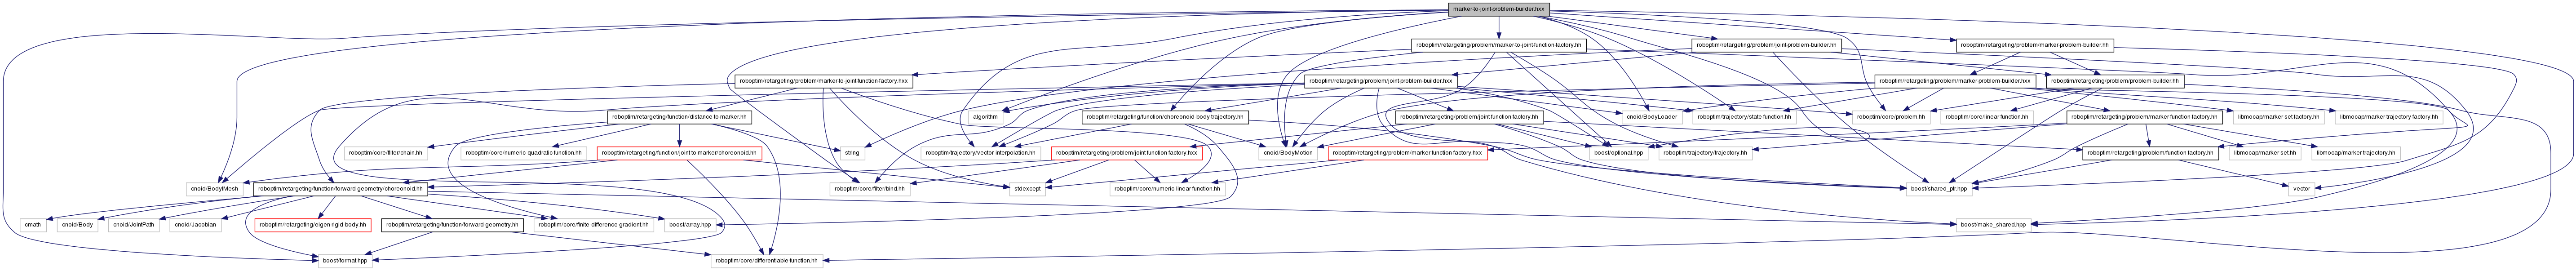 marker-to-joint-problem-builder.hxx
roboptim/retargeting/problem/marker-to-joint-function-factory.hh
roboptim/retargeting/problem/joint-problem-builder.hh
roboptim/retargeting/problem/marker-problem-builder.hh
roboptim/retargeting/problem/marker-to-joint-function-factory.hxx
roboptim/retargeting/problem/joint-problem-builder.hxx
roboptim/retargeting/problem/marker-problem-builder.hxx
roboptim/retargeting/problem/problem-builder.hh
roboptim/retargeting/function/distance-to-marker.hh
algorithm
roboptim/retargeting/function/choreonoid-body-trajectory.hh
roboptim/retargeting/problem/joint-function-factory.hh
cnoid/BodyLoader
roboptim/trajectory/state-function.hh
roboptim/core/problem.hh
roboptim/core/linear-function.hh
roboptim/retargeting/problem/marker-function-factory.hh
libmocap/marker-set-factory.hh
libmocap/marker-trajectory-factory.hh
roboptim/core/filter/chain.hh
roboptim/core/numeric-quadratic-function.hh
roboptim/retargeting/function/joint-to-marker/choreonoid.hh
string
roboptim/trajectory/vector-interpolation.hh
roboptim/retargeting/problem/joint-function-factory.hxx
cnoid/BodyMotion
roboptim/retargeting/problem/marker-function-factory.hxx
boost/optional.hpp
roboptim/trajectory/trajectory.hh
roboptim/retargeting/problem/function-factory.hh
libmocap/marker-set.hh
libmocap/marker-trajectory.hh
cnoid/BodyIMesh
roboptim/retargeting/function/forward-geometry/choreonoid.hh
roboptim/core/filter/bind.hh
stdexcept
roboptim/core/numeric-linear-function.hh
boost/shared_ptr.hpp
vector
cmath
cnoid/Body
cnoid/JointPath
cnoid/Jacobian
roboptim/retargeting/eigen-rigid-body.hh
roboptim/retargeting/function/forward-geometry.hh
roboptim/core/finite-difference-gradient.hh
boost/array.hpp
boost/make_shared.hpp
boost/format.hpp
roboptim/core/differentiable-function.hh